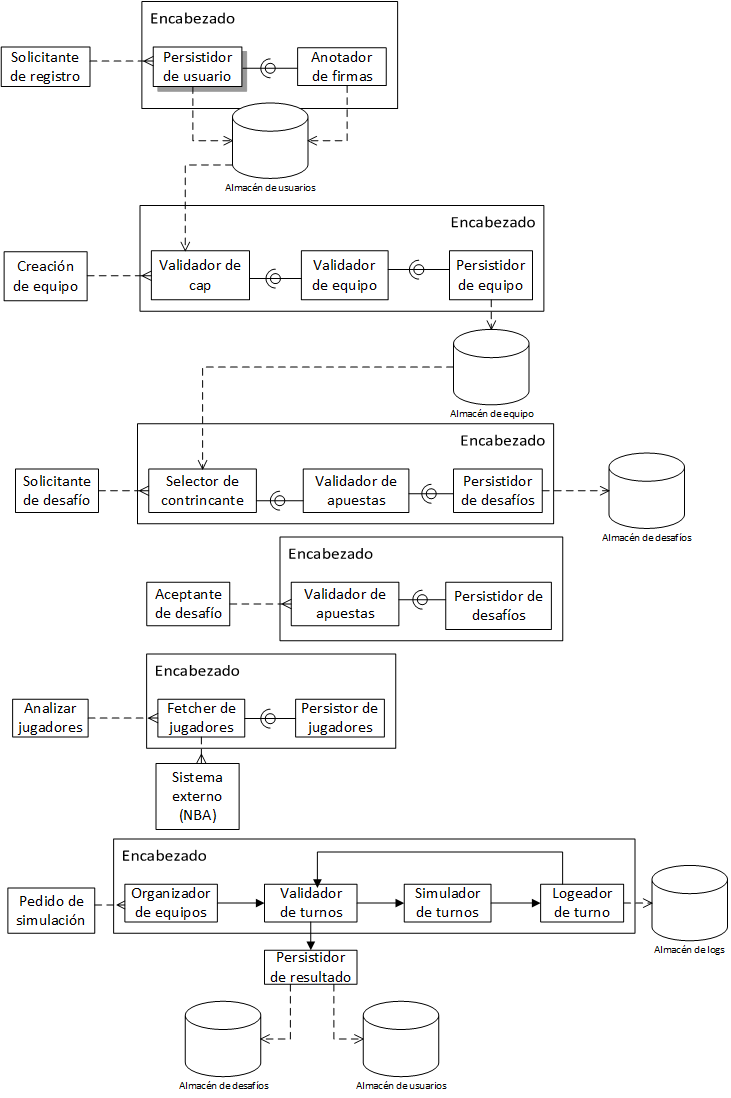 Encabezado
Solicitante
de registro
Persistidor
de usuario
Anotador
de firmas
Almacén de usuarios
Encabezado
Creación
de equipo
Validador de
cap
Validador
de equipo
Persistidor
de equipo
Almacén de equipo
Encabezado
Solicitante
de desafío
Selector de
contrincante
Validador de
apuestas
Persistidor
de desafíos
Almacén de desafíos
Encabezado
Aceptante
de desafío
Validador de
apuestas
Persistidor de
desafíos
Encabezado
Analizar
jugadores
Fetcher de
jugadores
Persistor de
jugadores
Sistema
externo
(NBA)
Encabezado
Pedido de
simulación
Organizador
de equipos
Validador
de turnos
Simulador
de turnos
Logeador
de turno
Almacén de logs
Persistidor
de resultado
Almacén de desafíos
Almacén de usuarios